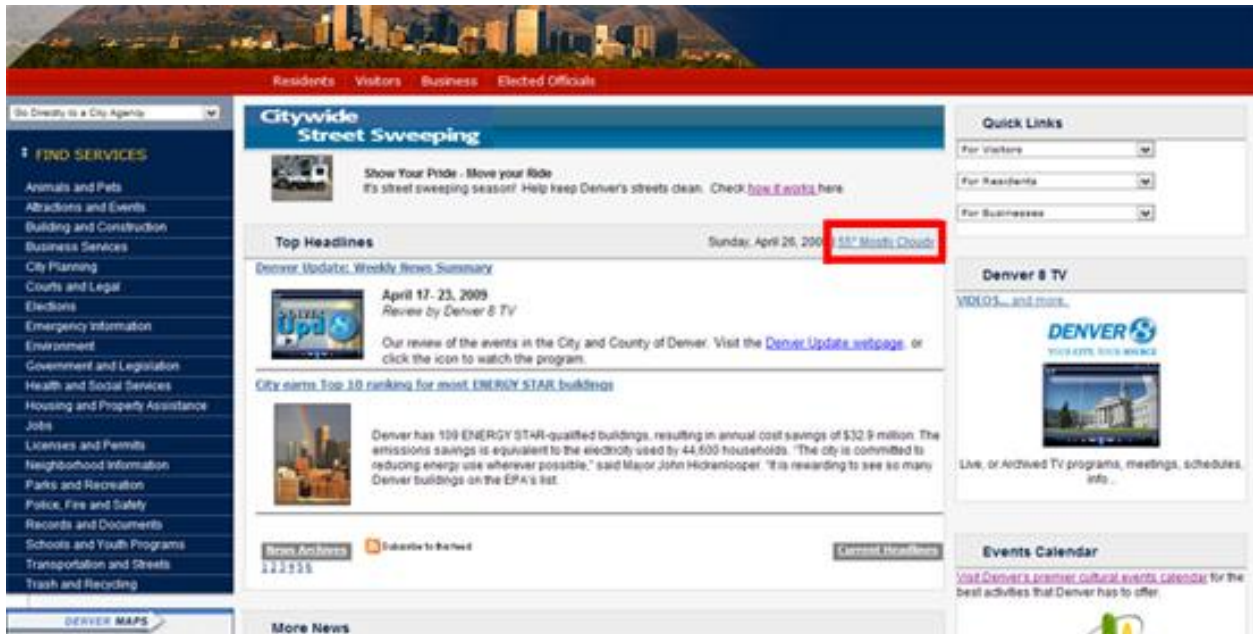 Residents Visitors Business Elected Officials
Go Directly to a City Agency
FIND SERVICES
Animals and Pets
Attractions and Events
Building and Construction
Business Services
City Planning
Courts and Legal
Elections
Emergency Information
Environment
Government and Legislation
Health and Social Services
Housing and Property Assistance
Jobs
Licenses and Permits
Neighborhood Information
Parks and Recreation
Police, Fire and Safety
Records and Documents
Schools and Youth Programs
Transportation and Streets
Trash and Recycling
DENVER MAPS
Citywide
Street Sweeping
Show Your Pride - Move your Ride
It's street sweeping season! Help keep Denver's streets clean. Check how it works here.
Top Headlines
Sunday, April 26, 200 55° Mostly Cloudy
Denver Update: Weekly News Summary
April 17- 23, 2009
Review by Denver 8 TV
Our review of the events in the City and County of Denver. Visit the Denver Update webpage, or
click the icon to watch the program.
City earns Top 10 ranking for most ENERGY STAR buildings
Denver has 109 ENERGY STAR-qualified buildings, resulting in annual cost savings of $32.9 million. The
emissions savings is equivalent to the electricity used by 44,600 households. "The city is committed to
reducing energy use wherever possible," said Mayor John Hickenlooper. "It is rewarding to see so many
Denver buildings on the EPA's list.
News Archives
Subscribe to the feed
Current Headlines
1 2 3 4 5 6
More News
Quick Links
For Visitors
For Residents
For Businesses
Denver 8 TV
VIDEOS... and more.
DENVER 8
YOUR CITY, YOUR SOURCE
Live, or Archived TV programs, meetings, schedules,
info...
Events Calendar
Visit Denver's premier cultural events calendar for the
best activities that Denver has to offer.